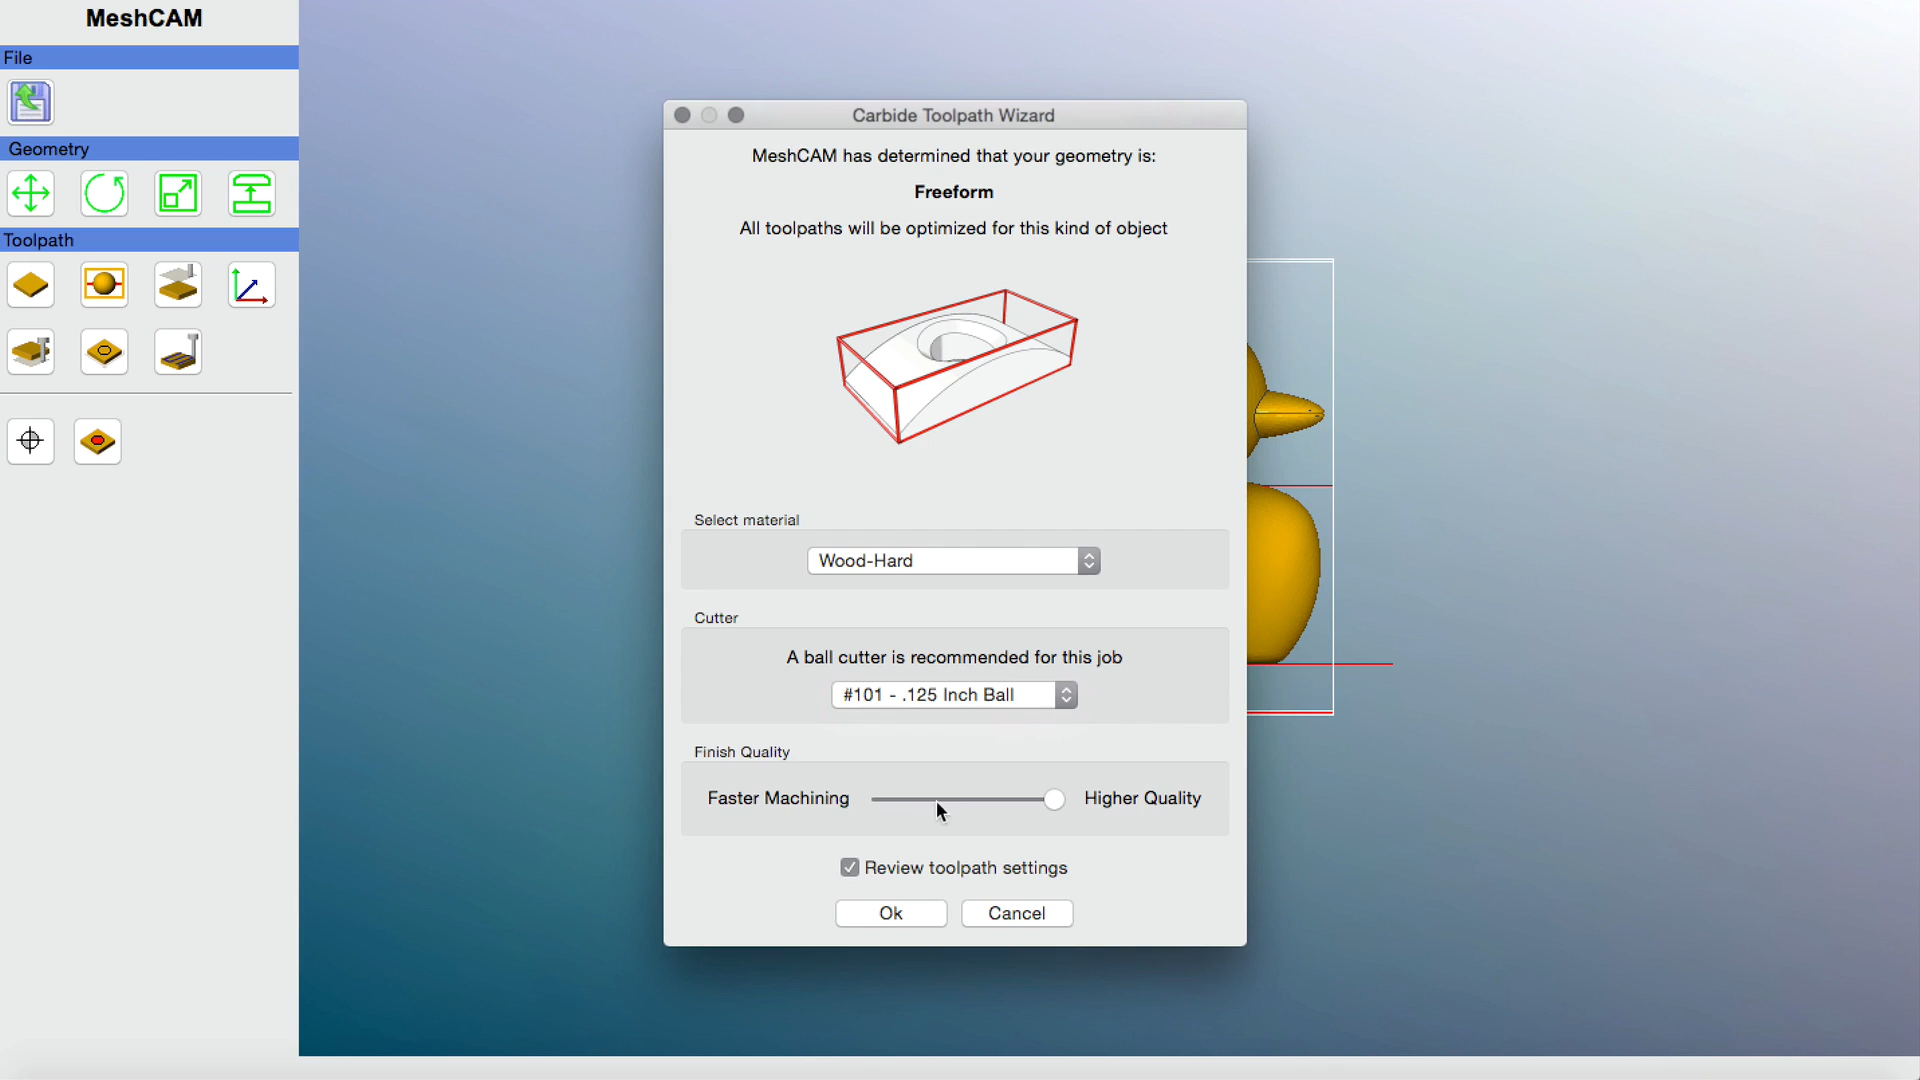 MeshCAM
File
Geometry
Toolpath
Carbide Toolpath Wizard
MeshCAM has determined that your geometry is:
Freeform
All toolpaths will be optimized for this kind of object
Select material
Wood-Hard
Cutter
A ball cutter is recommended for this job
#101 - .125 Inch Ball
Finish Quality
Faster Machining Higher Quality
Review toolpath settings
Ok Cancel